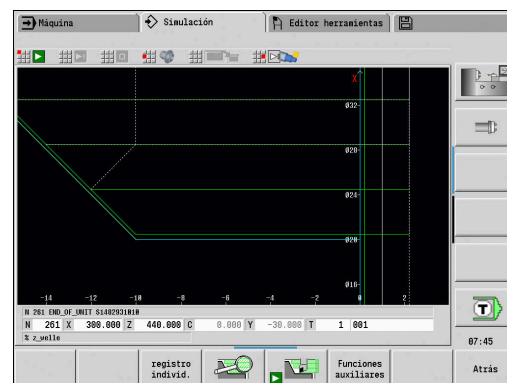 Máquina
Simulación
Editor herramientas
X
ø32
ø28
ø24
ø20
ø16
-14 -12 -10 -8 -6 -4 -2 2
N 261 END_OF_UNIT S1402931010
N 261 X 300.000 Z 440.000 C 0.000 Y -30.000 T 1 001
% z_welle
T
07:45
registro individ.
Funciones auxiliares
Atrás